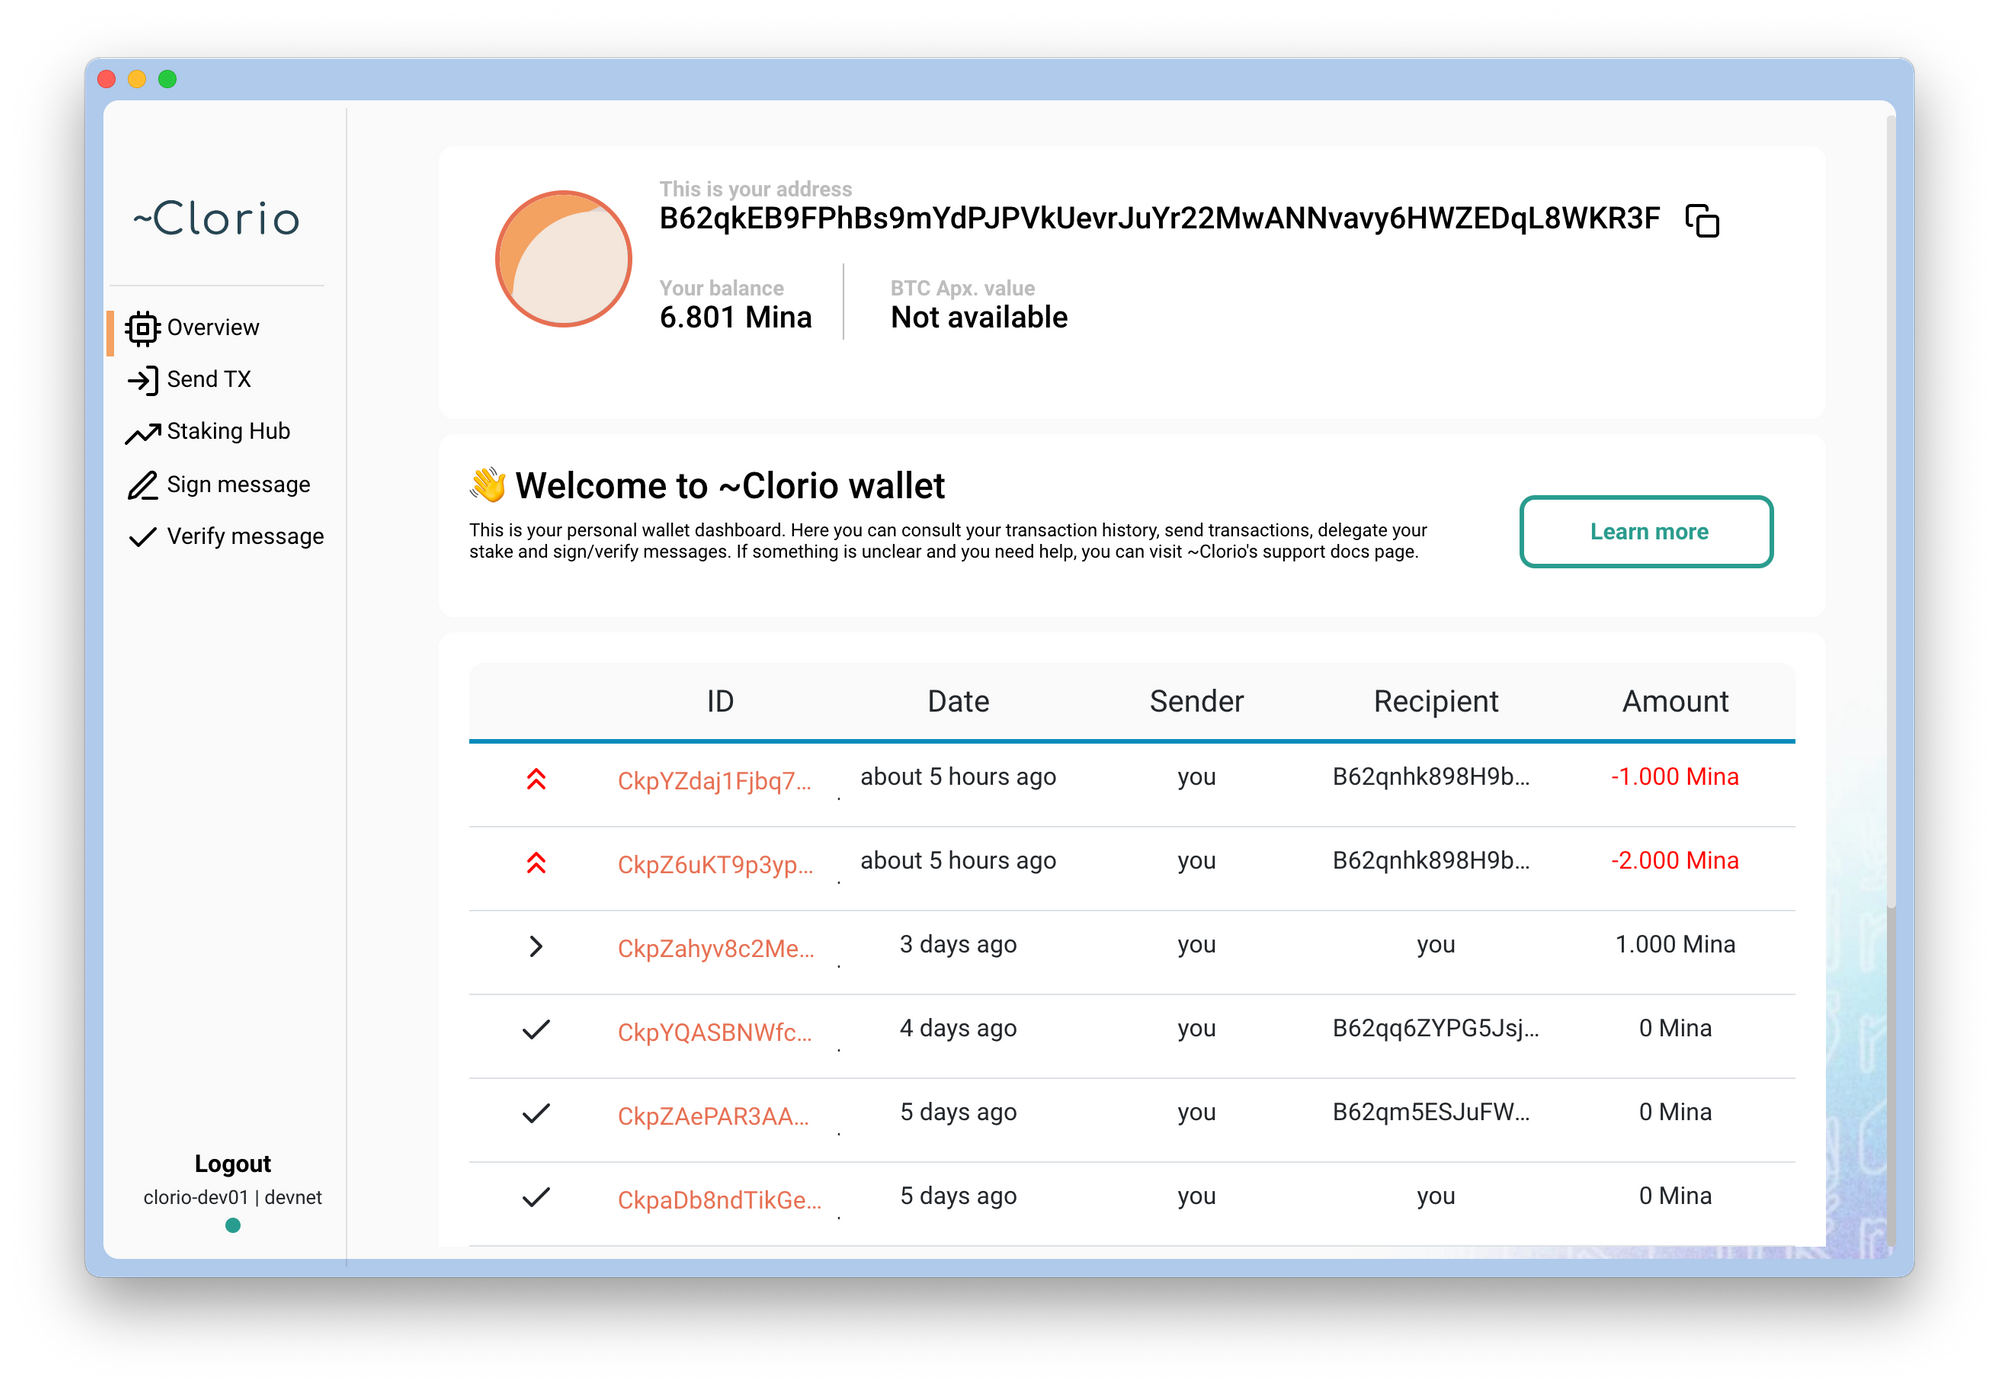 ~Clorio
Overview
Send TX
Staking Hub
Sign message
Verify message
Logout
clorio-dev01 | devnet
This is your address
B62qkEB9FPhBs9mYdPJPVkUevrJuYr22MwANNvavy6HWZEDqL8WKR3F
Your balance
6.801 Mina
BTC Apx. value
Not available
👋 Welcome to ~Clorio wallet
This is your personal wallet dashboard. Here you can consult your transaction history, send transactions, delegate your
stake and sign/verify messages. If something is unclear and you need help, you can visit ~Clorio's support docs page.
Learn more
ID Date Sender Recipient Amount
CkpYZdaj1Fjbq7... . about 5 hours ago you B62qnhk898H9b... -1.000 Mina
CkpZ6uKT9p3yp... . about 5 hours ago you B62qnhk898H9b... -2.000 Mina
CkpZahyv8c2Me... . 3 days ago you you 1.000 Mina
CkpYQASBNWfc... . 4 days ago you B62qq6ZYPG5Jsj... 0 Mina
CkpZAePAR3AA... . 5 days ago you B62qm5ESJuFW... 0 Mina
CkpaDb8ndTikGe... . 5 days ago you you 0 Mina